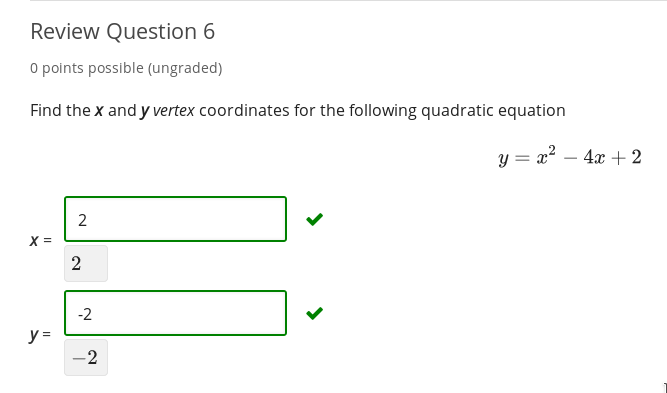 Review Question 6
0 points possible (ungraded)
Find the x and y vertex coordinates for the following quadratic equation
y = x² − 4x + 2
2
x =
2
-2
y =
−2